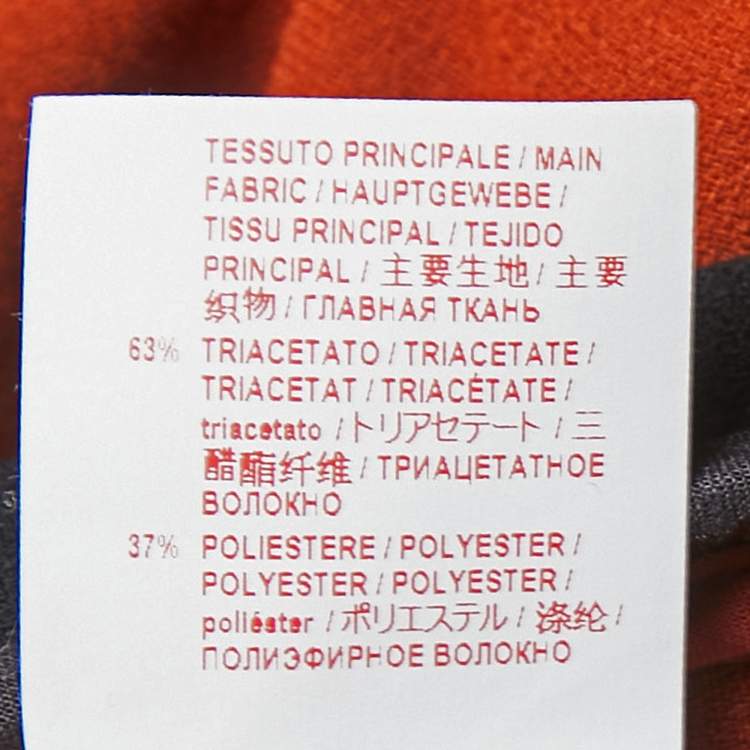 TESSUTO PRINCIPALE / MAIN
FABRIC / HAUPTGEWEBE /
TISSU PRINCIPAL / TEJIDO
PRINCIPAL / 主要生地 / 主要
织物 / ГЛАВНАЯ ТКАНЬ
63% TRIACETATO / TRIACETATE /
TRIACETAT / TRIACÉTATE /
triacetato / トリアセテート / 三
醋酯纤维 / ТРИАЦЕТАТНОЕ
ВОЛОКНО
37% POLIESTERE / POLYESTER /
POLYESTER / POLYESTER /
poliéster / ポリエステル / 涤纶 /
ПОЛИЭФИРНОЕ ВОЛОКНО